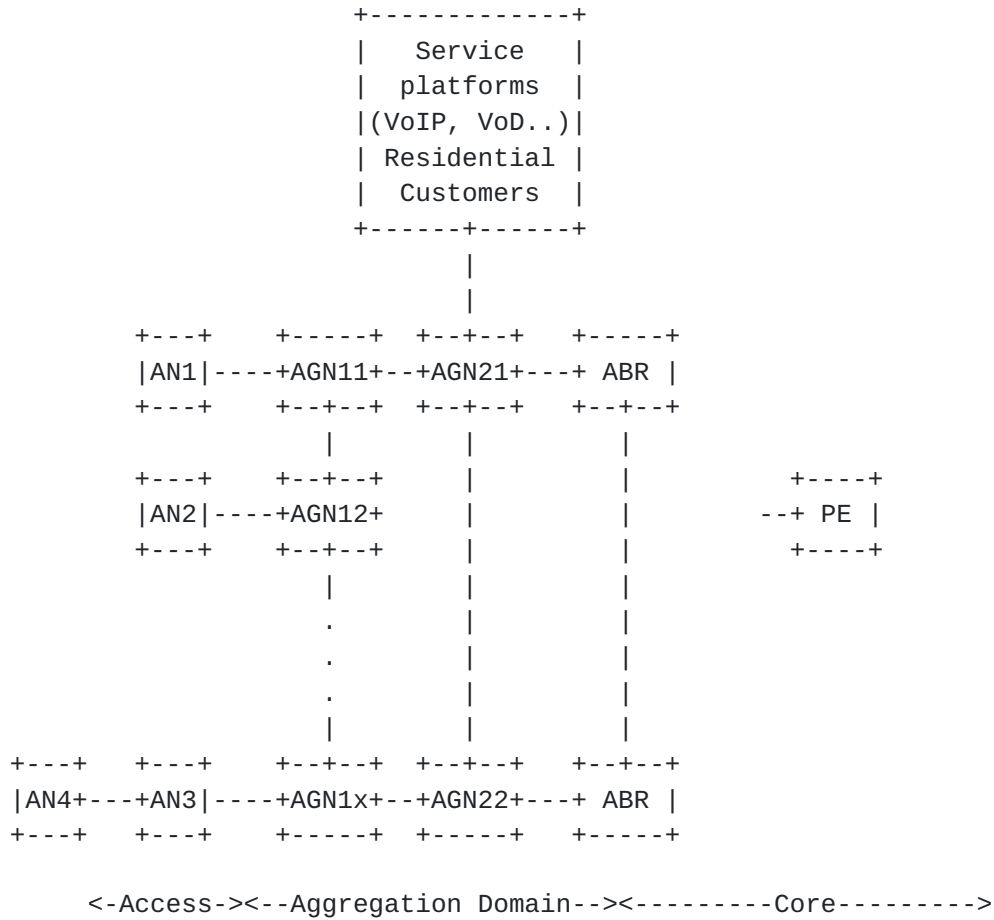 Service
platforms
(VoIP, VoD..)
Residential
Customers
AN1 AGN11 AGN21 ABR
AN2 AGN12 PE
AN4 AN3 AGN1x AGN22 ABR
<-Access-><--Aggregation Domain--><---------Core--------->